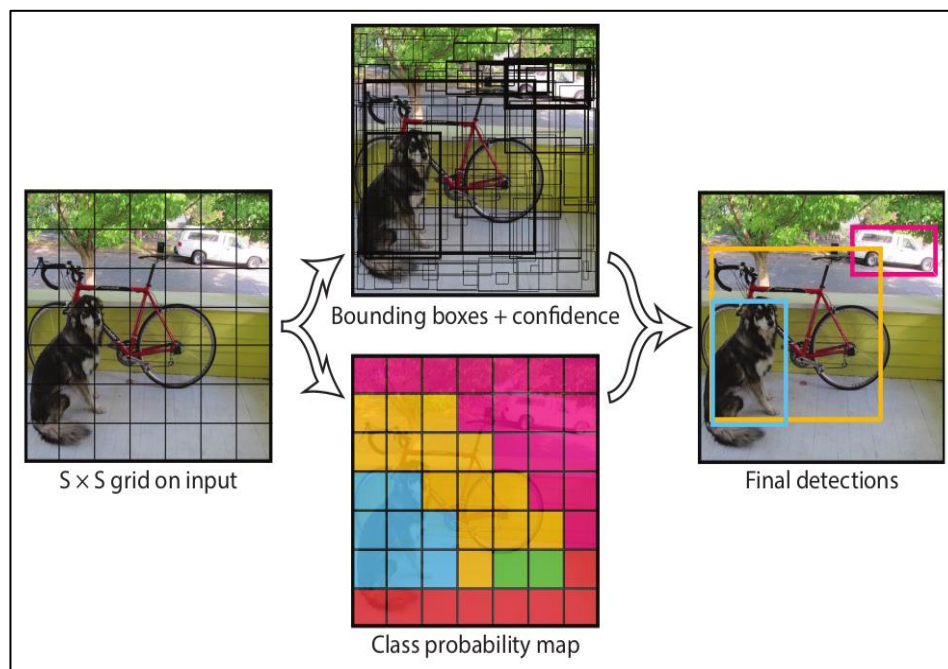 S × S grid on input
Bounding boxes + confidence
Class probability map
Final detections